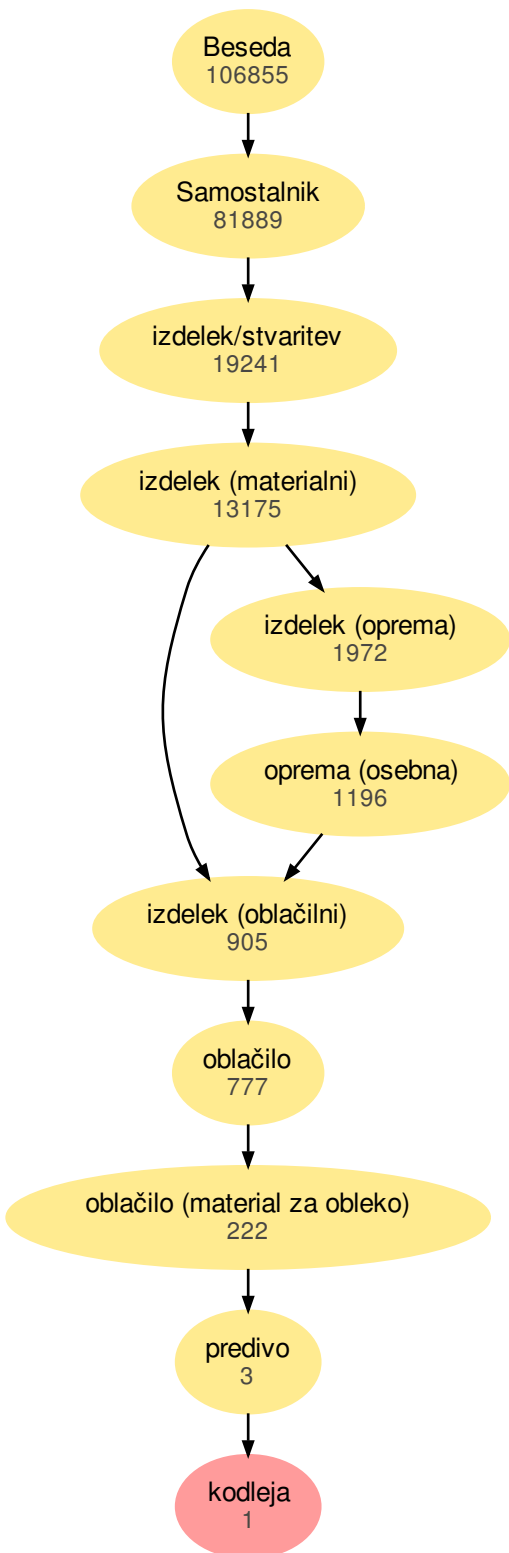 Beseda
106855
Samostalnik
81889
izdelek/stvaritev
19241
izdelek (materialni)
13175
izdelek (oprema)
1972
oprema (osebna)
1196
izdelek (oblačilni)
905
oblačilo
777
oblačilo (material za obleko)
222
predivo
3
kodleja
1